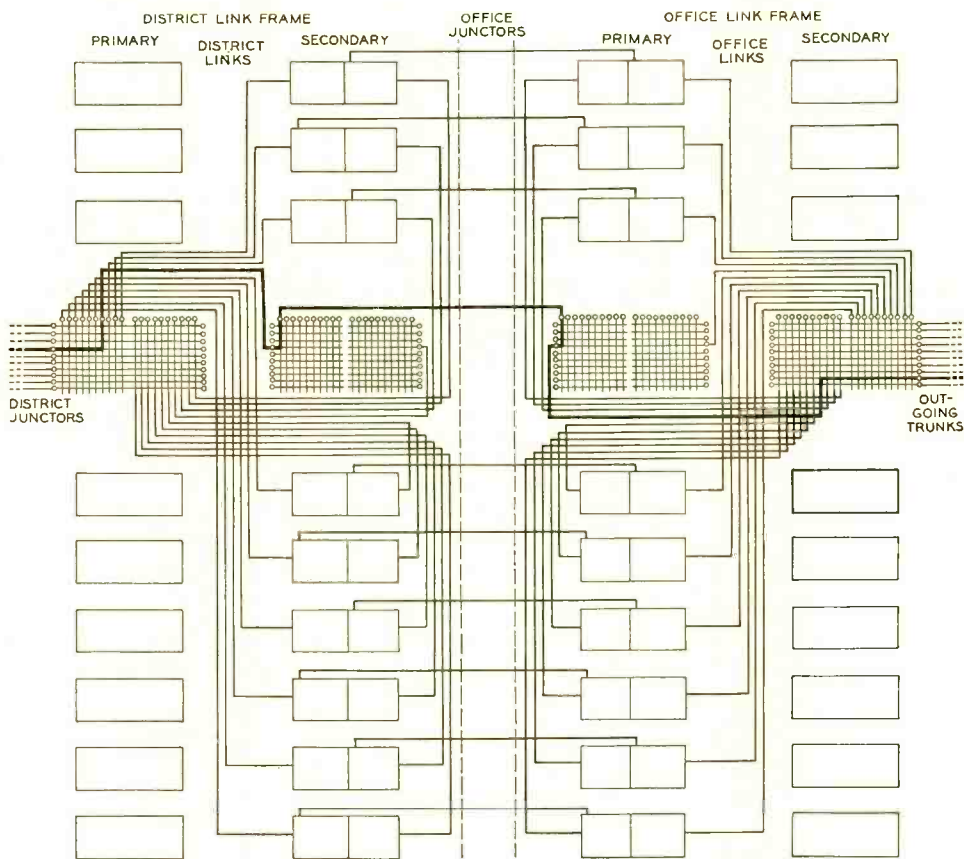 DISTRICT LINK FRAME
PRIMARY
DISTRICT
LINKS
SECONDARY
OFFICE
JUNCTORS
OFFICE LINK FRAME
PRIMARY
OFFICE
LINKS
SECONDARY
DISTRICT
JUNCTORS
OUT-
GOING
TRUNKS